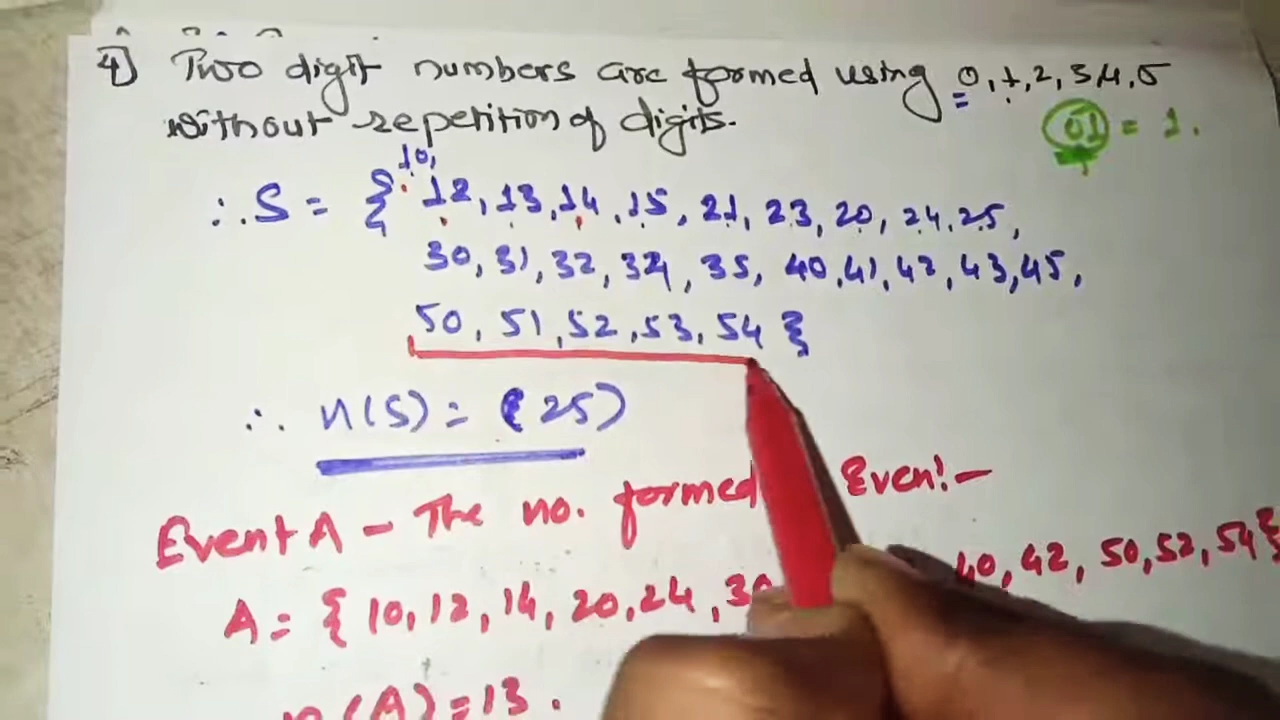 4) Two digit numbers are formed using 0,1,2,3,4,5
without repetition of digits.
01 = 1.
10,
∴ S = { 12, 13, 14, 15, 21, 23, 20, 24, 25,
30, 31, 32, 34, 35, 40, 41, 42, 43, 45,
50, 51, 52, 53, 54 }
∴ n(S) = (25)
Event A - The no. formed Even:-
A = { 10, 12, 14, 20, 24, 30 40, 42, 50, 52, 54}
n(A) = 13.